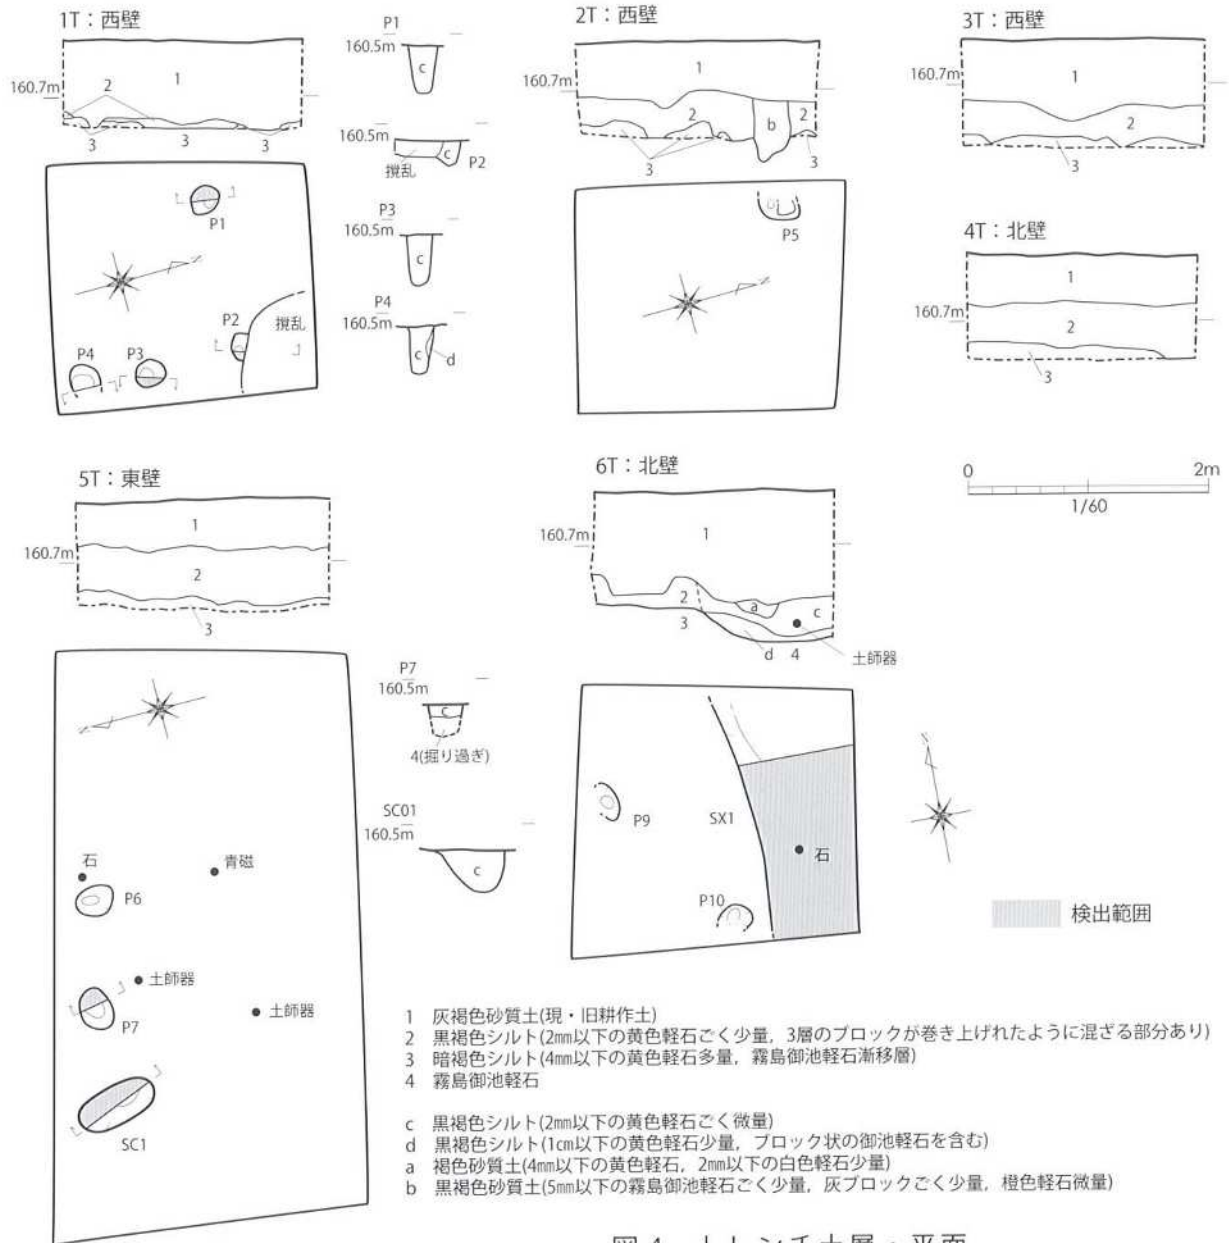 1T：西壁
160.7m
1
2
3
3
3
P1
160.5m
c
160.5m
撹乱
c
P2
P3
160.5m
c
P4
160.5m
c
d
P1
P2
撹乱
P4
P3
2T：西壁
160.7m
1
2
b
2
3
3
P5
3T：西壁
160.7m
1
2
3
4T：北壁
160.7m
1
2
3
0
2m
1/60
5T：東壁
160.7m
1
2
3
石
青磁
P6
土師器
土師器
P7
SC1
P7
160.5m
c
4(掘り過ぎ)
SC01
160.5m
c
6T：北壁
160.7m
1
2
a
c
3
d
4
土師器
P9
SX1
石
P10
検出範囲
1 灰褐色砂質土(現・旧耕作土)
2 黒褐色シルト(2㎜以下の黄色軽石ごく少量，3層のブロックが巻き上げれたように混ざる部分あり)
3 暗褐色シルト(4㎜以下の黄色軽石多量，霧島御池軽石漸移層)
4 霧島御池軽石
c 黒褐色シルト(2㎜以下の黄色軽石ごく微量)
d 黒褐色シルト(1㎝以下の黄色軽石少量，ブロック状の御池軽石を含む)
a 褐色砂質土(4㎜以下の黄色軽石，2㎜以下の白色軽石少量)
b 黒褐色砂質土(5㎜以下の霧島御池軽石ごく少量，灰ブロックごく少量，橙色軽石微量)